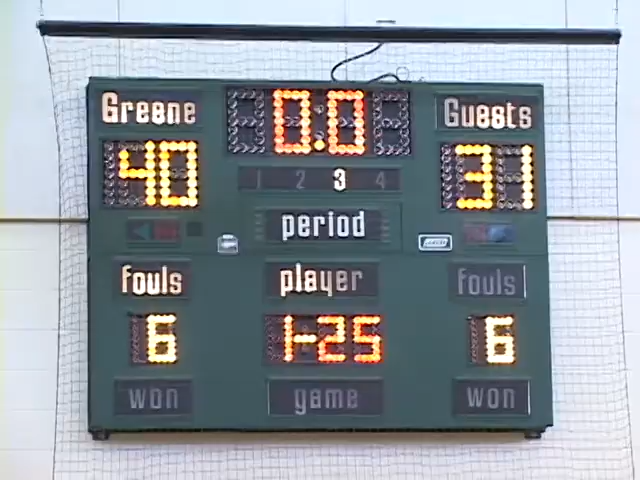 Greene 0:0 Guests
40 1 2 3 4 31
period
fouls player fouls
6 1-25 6
won game won